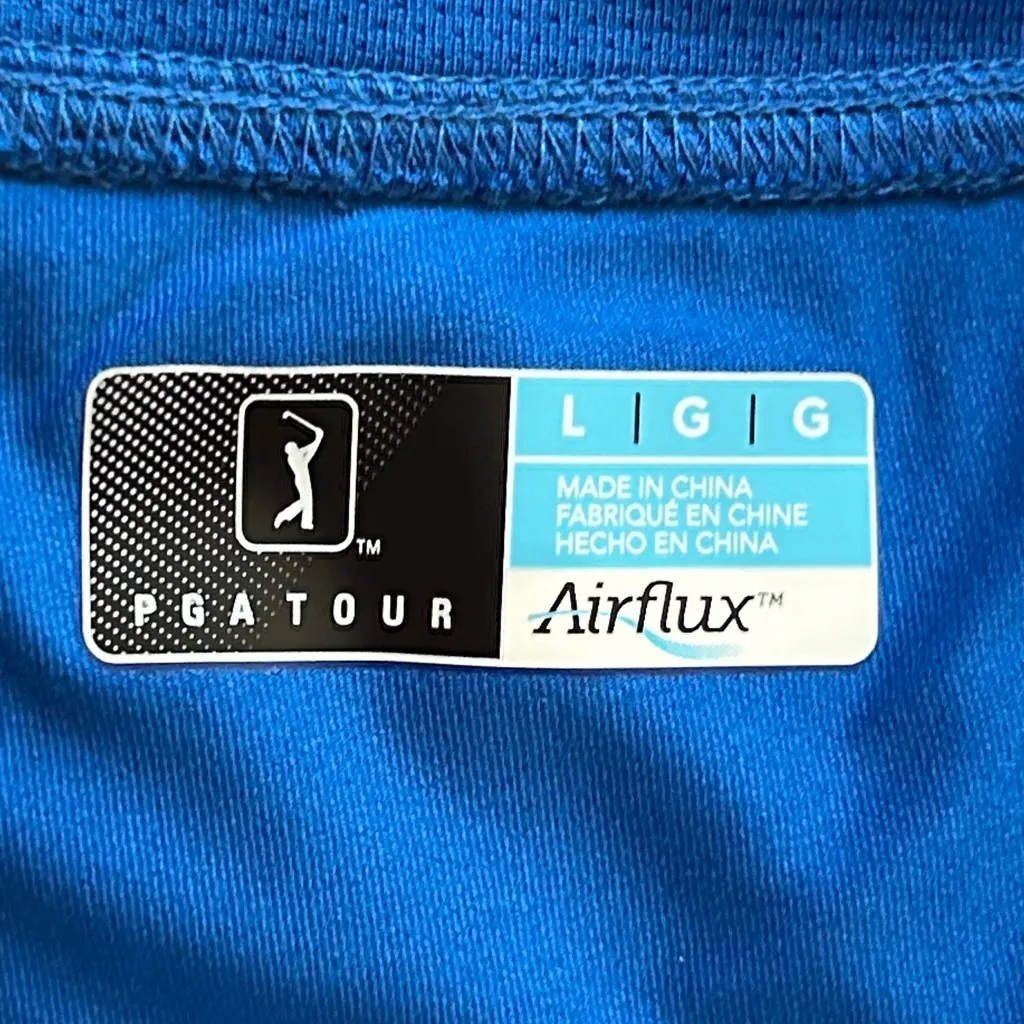 TM
PGA TOUR
L | G | G
MADE IN CHINA
FABRIQUÉ EN CHINE
HECHO EN CHINA
Airflux™